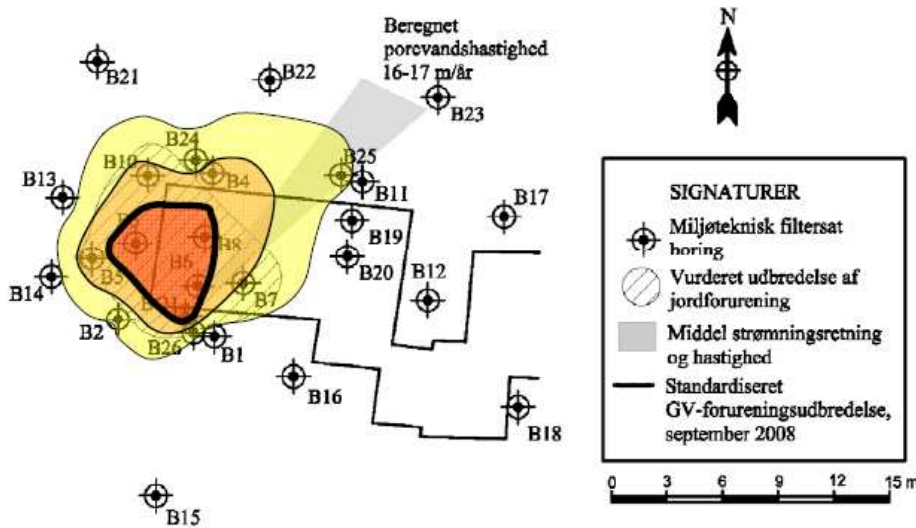 Beregnet
porevandshastighed
16-17 m/år
N
B21
B22
B23
B24
B10
B4
B25
B13
B11
B17
B19
B8
B5
B6
B20
B14
B7
B12
B2
B26
B1
B16
B18
B15
SIGNATURER
Miljøteknisk filtersat
boring
Vurderet udbredelse af
jordforurening
Middel strømningsretning
og hastighed
Standardiseret
GV-forureningsudbredelse,
september 2008
0 3 6 9 12 15 m